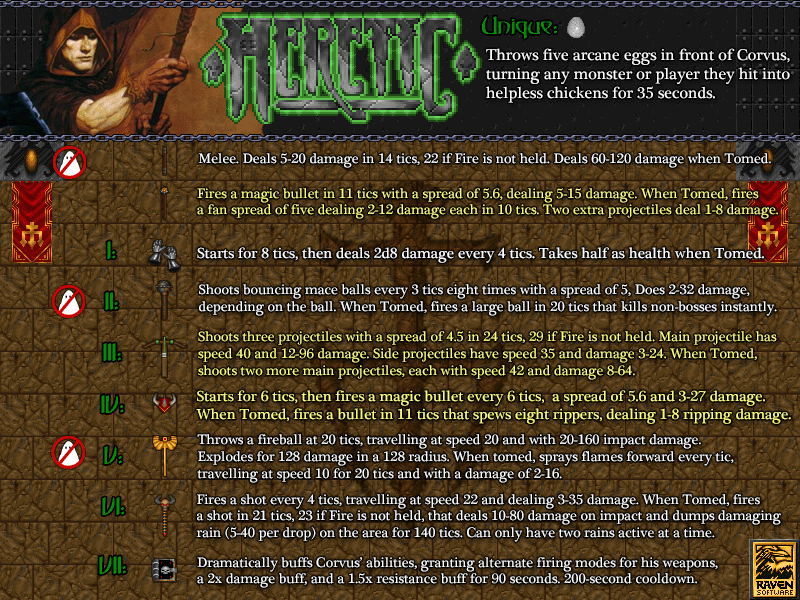 HERETIC
Unique:
Throws five arcane eggs in front of Corvus,
turning any monster or player they hit into
helpless chickens for 35 seconds.
Melee. Deals 5-20 damage in 14 tics, 22 if Fire is not held. Deals 60-120 damage when Tomed.
Fires a magic bullet in 11 tics with a spread of 5.6, dealing 5-15 damage. When Tomed, fires
a fan spread of five dealing 2-12 damage each in 10 tics. Two extra projectiles deal 1-8 damage.
I:
Starts for 8 tics, then deals 2d8 damage every 4 tics. Takes half as health when Tomed.
II:
Shoots bouncing mace balls every 3 tics eight times with a spread of 5, Does 2-32 damage,
depending on the ball. When Tomed, fires a large ball in 20 tics that kills non-bosses instantly.
III:
Shoots three projectiles with a spread of 4.5 in 24 tics, 29 if Fire is not held. Main projectile has
speed 40 and 12-96 damage. Side projectiles have speed 35 and damage 3-24. When Tomed,
shoots two more main projectiles, each with speed 42 and damage 8-64.
IV:
Starts for 6 tics, then fires a magic bullet every 6 tics, a spread of 5.6 and 3-27 damage.
When Tomed, fires a bullet in 11 tics that spews eight rippers, dealing 1-8 ripping damage.
V:
Throws a fireball at 20 tics, travelling at speed 20 and with 20-160 impact damage.
Explodes for 128 damage in a 128 radius. When tomed, sprays flames forward every tic,
travelling at speed 10 for 20 tics and with a damage of 2-16.
VI:
Fires a shot every 4 tics, travelling at speed 22 and dealing 3-35 damage. When Tomed, fires
a shot in 21 tics, 23 if Fire is not held, that deals 10-80 damage on impact and dumps damaging
rain (5-40 per drop) on the area for 140 tics. Can only have two rains active at a time.
VII:
Dramatically buffs Corvus' abilities, granting alternate firing modes for his weapons,
a 2x damage buff, and a 1.5x resistance buff for 90 seconds. 200-second cooldown.
RAVEN
SOFTWARE